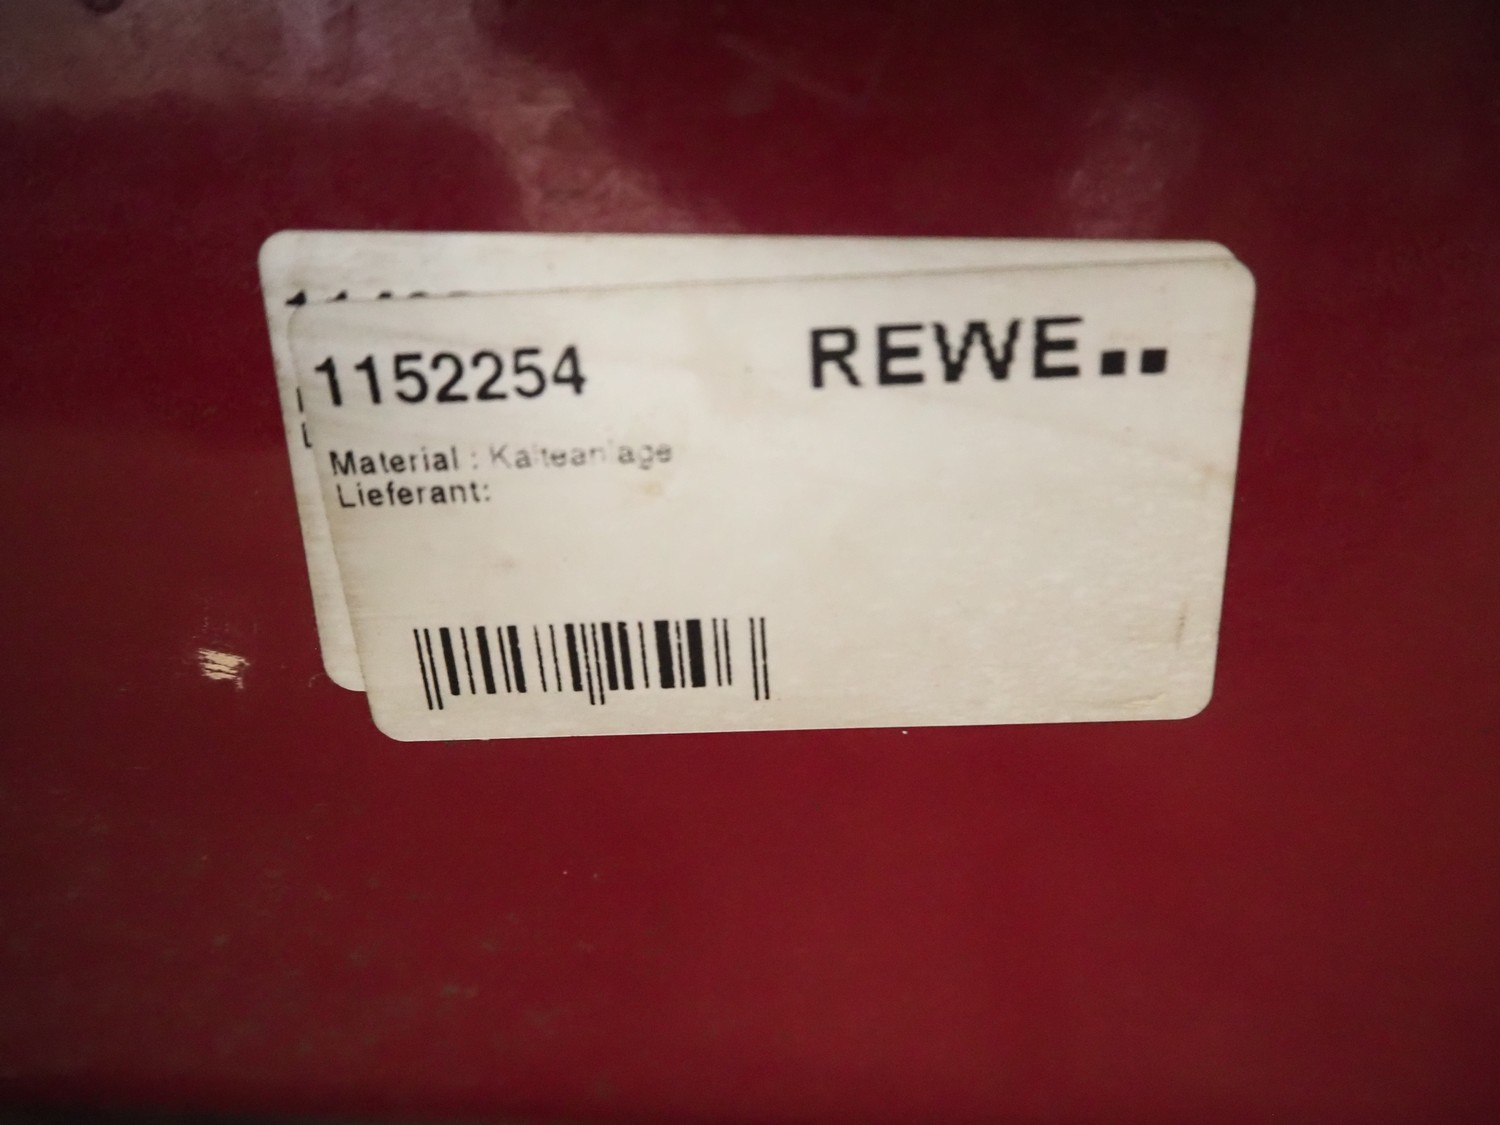 1152254
REWE..
Material : Kälteanlage
Lieferant: